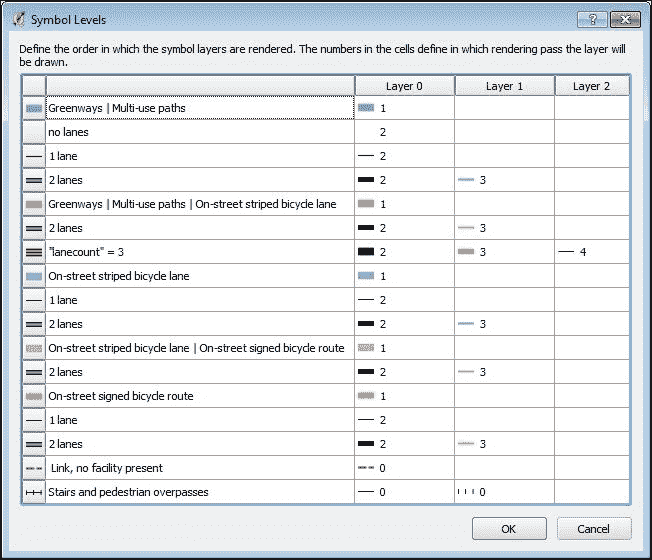 Symbol Levels
Define the order in which the symbol layers are rendered. The numbers in the cells define in which rendering pass the layer will
be drawn.
Layer 0 Layer 1 Layer 2
Greenways | Multi-use paths 1
no lanes 2
1 lane 2
2 lanes 2 3
Greenways | Multi-use paths | On-street striped bicycle lane 1
2 lanes 2 3
"lanecount" = 3 2 3 4
On-street striped bicycle lane 1
1 lane 2
2 lanes 2 3
On-street striped bicycle lane | On-street signed bicycle route 1
2 lanes 2 3
On-street signed bicycle route 1
1 lane 2
2 lanes 2 3
Link, no facility present 0
Stairs and pedestrian overpasses 0 0
OK Cancel